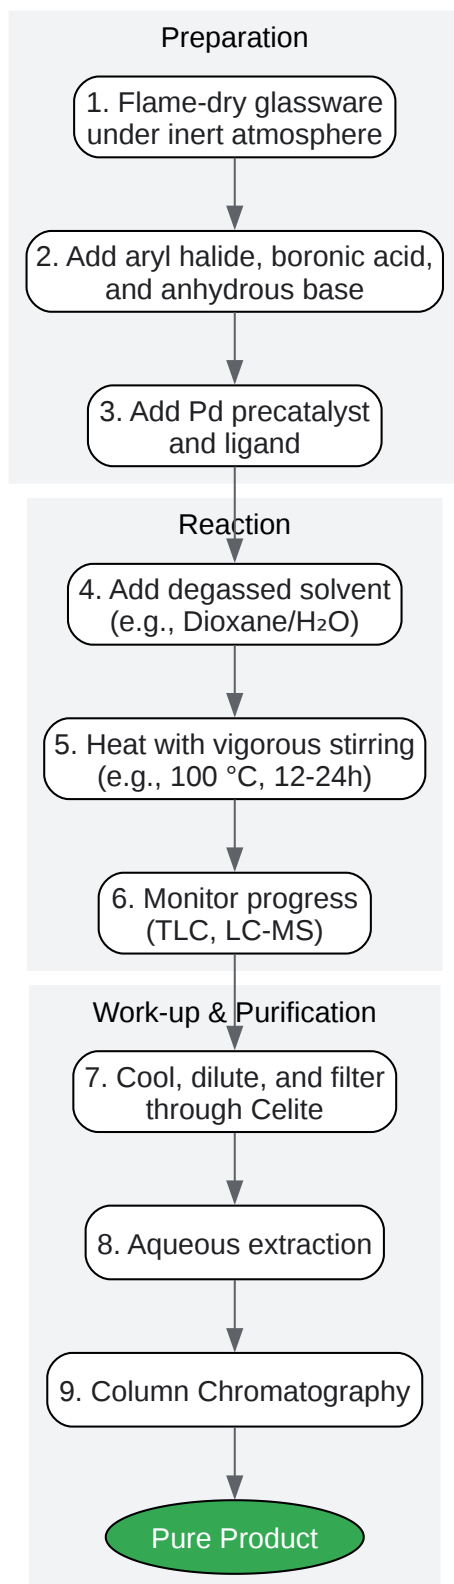 Preparation
1. Flame-dry glassware
under inert atmosphere
2. Add aryl halide, boronic acid,
and anhydrous base
3. Add Pd precatalyst
and ligand
Reaction
4. Add degassed solvent
(e.g., Dioxane/H₂O)
5. Heat with vigorous stirring
(e.g., 100 °C, 12-24h)
6. Monitor progress
(TLC, LC-MS)
Work-up & Purification
7. Cool, dilute, and filter
through Celite
8. Aqueous extraction
9. Column Chromatography
Pure Product